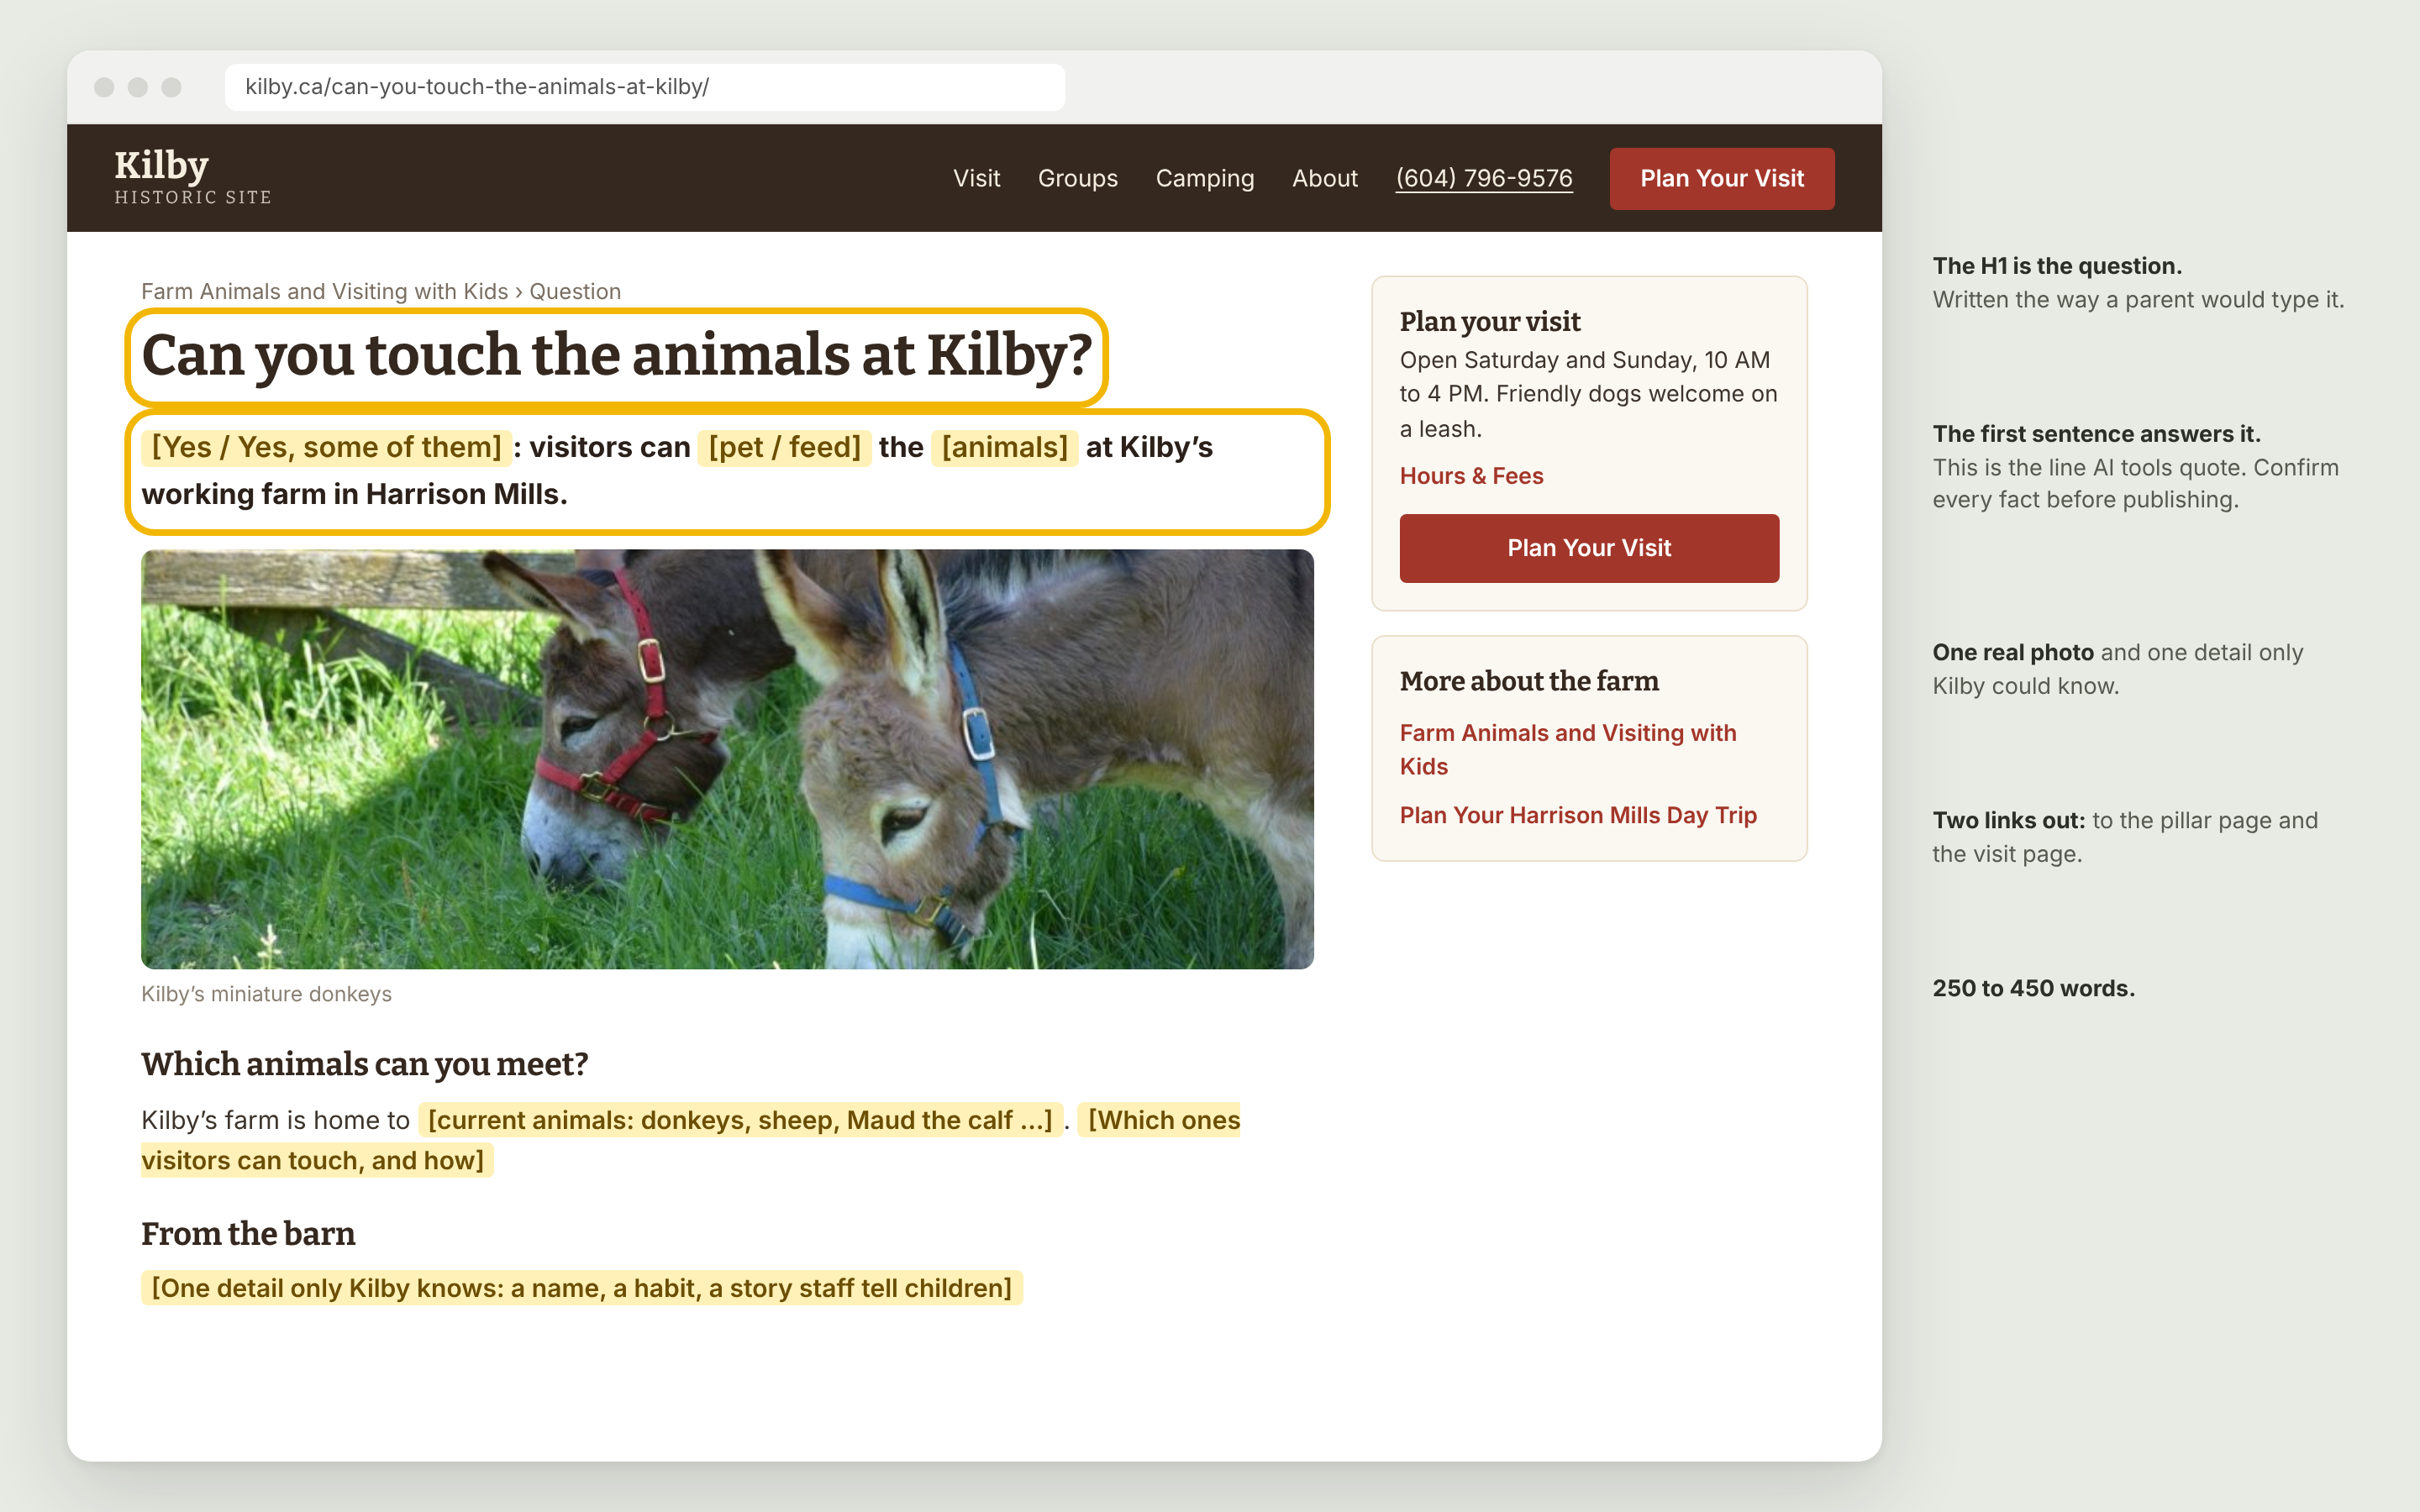 kilby.ca/can-you-touch-the-animals-at-kilby/
Kilby
HISTORIC SITE
Visit
Groups
Camping
About
(604) 796-9576
Plan Your Visit
Farm Animals and Visiting with Kids › Question
Can you touch the animals at Kilby?
[Yes / Yes, some of them] : visitors can [pet / feed] the [animals] at Kilby’s
working farm in Harrison Mills.
Kilby’s miniature donkeys
Which animals can you meet?
Kilby’s farm is home to [current animals: donkeys, sheep, Maud the calf …] . [Which ones
visitors can touch, and how]
From the barn
[One detail only Kilby knows: a name, a habit, a story staff tell children]
Plan your visit
Open Saturday and Sunday, 10 AM
to 4 PM. Friendly dogs welcome on
a leash.
Hours & Fees
Plan Your Visit
More about the farm
Farm Animals and Visiting with
Kids
Plan Your Harrison Mills Day Trip
The H1 is the question.
Written the way a parent would type it.
The first sentence answers it.
This is the line AI tools quote. Confirm
every fact before publishing.
One real photo and one detail only
Kilby could know.
Two links out: to the pillar page and
the visit page.
250 to 450 words.